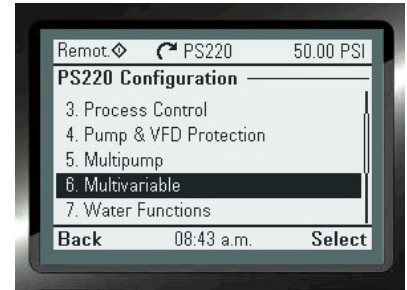 Remot. PS220 50.00 PSI
PS220 Configuration
3. Process Control
4. Pump & VFD Protection
5. Multipump
6. Multivariable
7. Water Functions
Back 08:43 a.m. Select